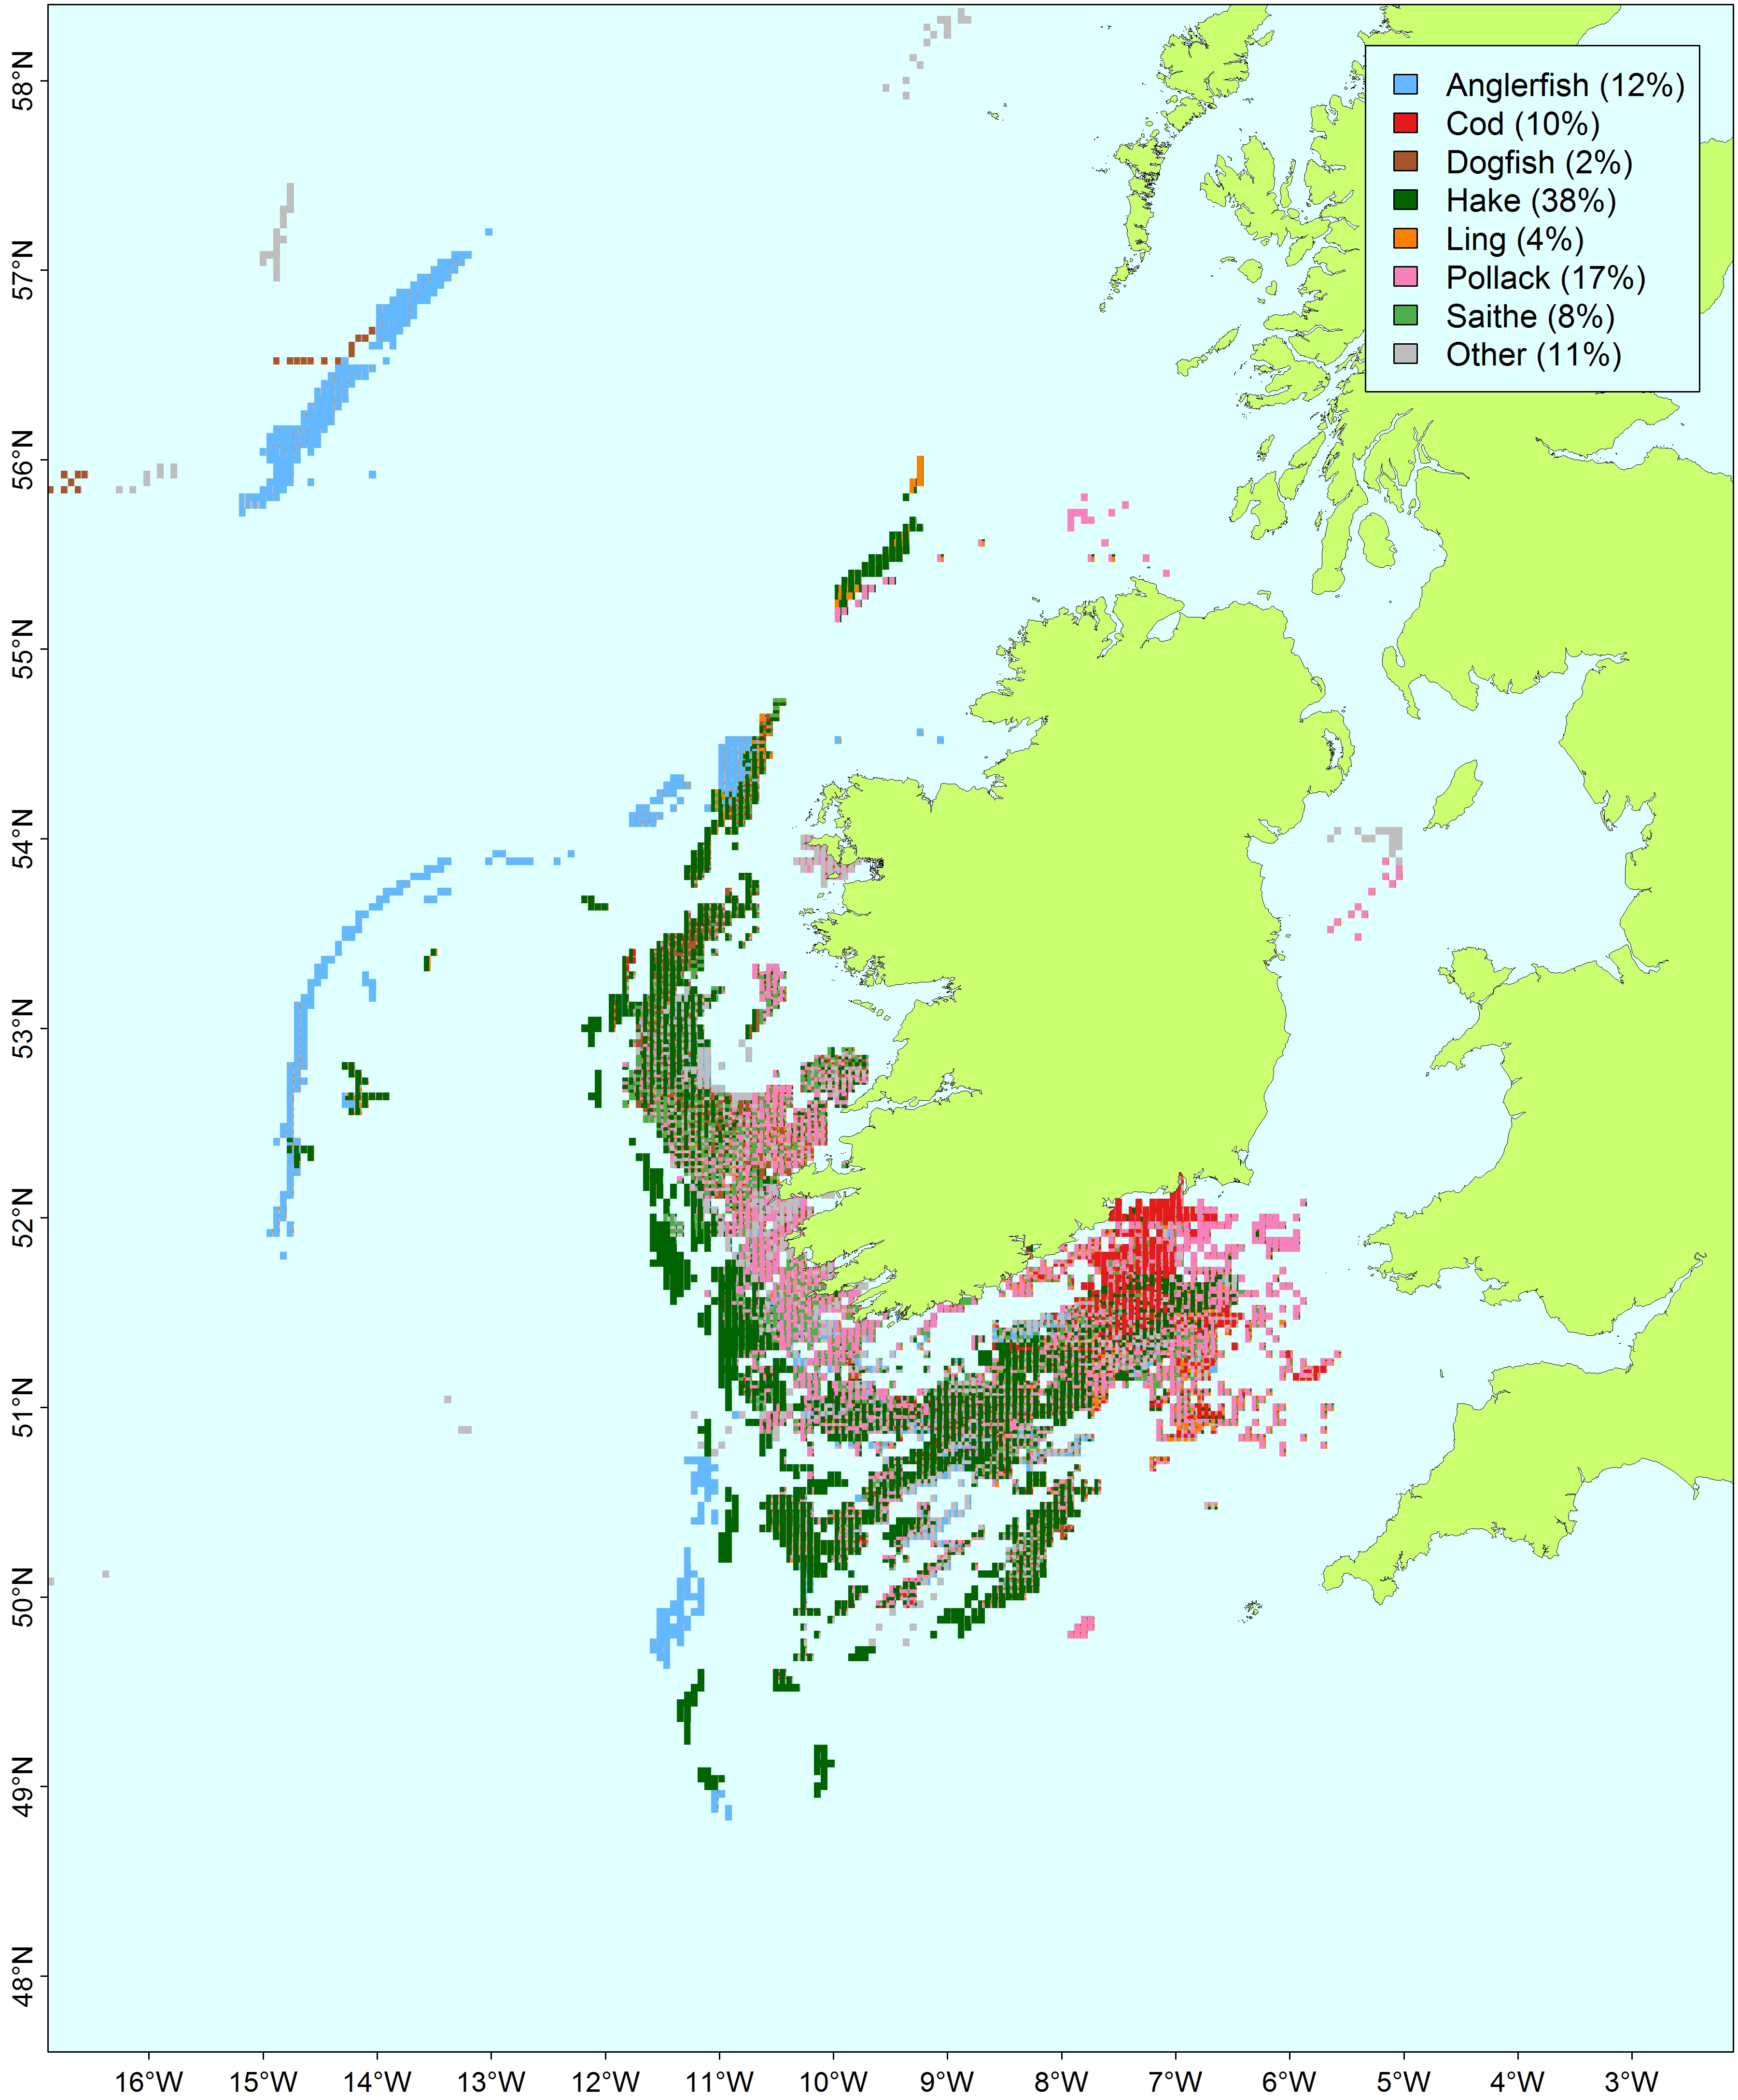 Anglerfish (12%)
Cod (10%)
Dogfish (2%)
Hake (38%)
Ling (4%)
Pollack (17%)
Saithe (8%)
Other (11%)
58°N
57°N
56°N
55°N
54°N
53°N
52°N
51°N
50°N
49°N
48°N
16°W 15°W 14°W 13°W 12°W 11°W 10°W 9°W 8°W 7°W 6°W 5°W 4°W 3°W